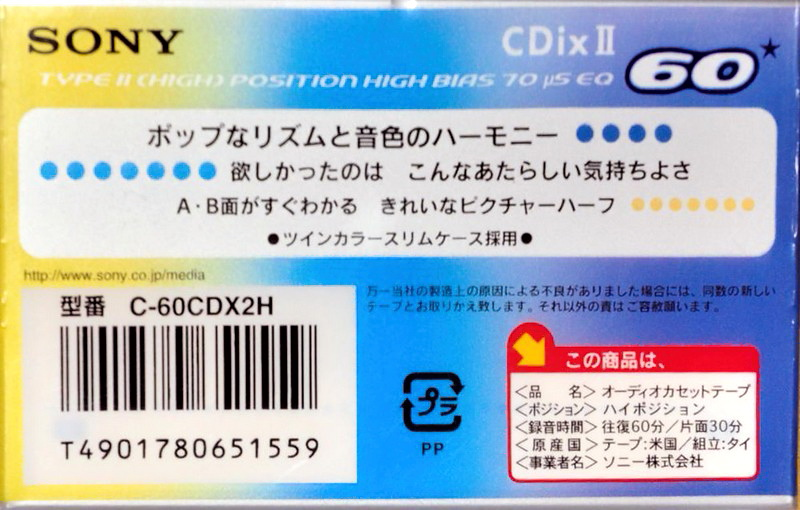 SONY
CDixⅡ
60★
TYPE Ⅱ (HIGH) POSITION HIGH BIAS 70 μS EQ
ポップなリズムと音色のハーモニー ●●●●
●●●●●●● 欲しかったのは こんなあたらしい気持ちよさ
A・B面がすぐわかる きれいなピクチャーハーフ ●●●●●●●
●ツインカラースリムケース採用●
http://www.sony.co.jp/media
万一当社の製造上の原因による不良がありました場合には、同数の新しい
テープとお取りかえ致します。それ以外の責はご容赦願います。
型番 C-60CDX2H
T4901780651559
プラ
PP
この商品は、
<品名> オーディオカセットテープ
<ポジション> ハイポジション
<録音時間> 往復60分/片面30分
<原産国> テープ:米国/組立:タイ
<事業者名> ソニー株式会社